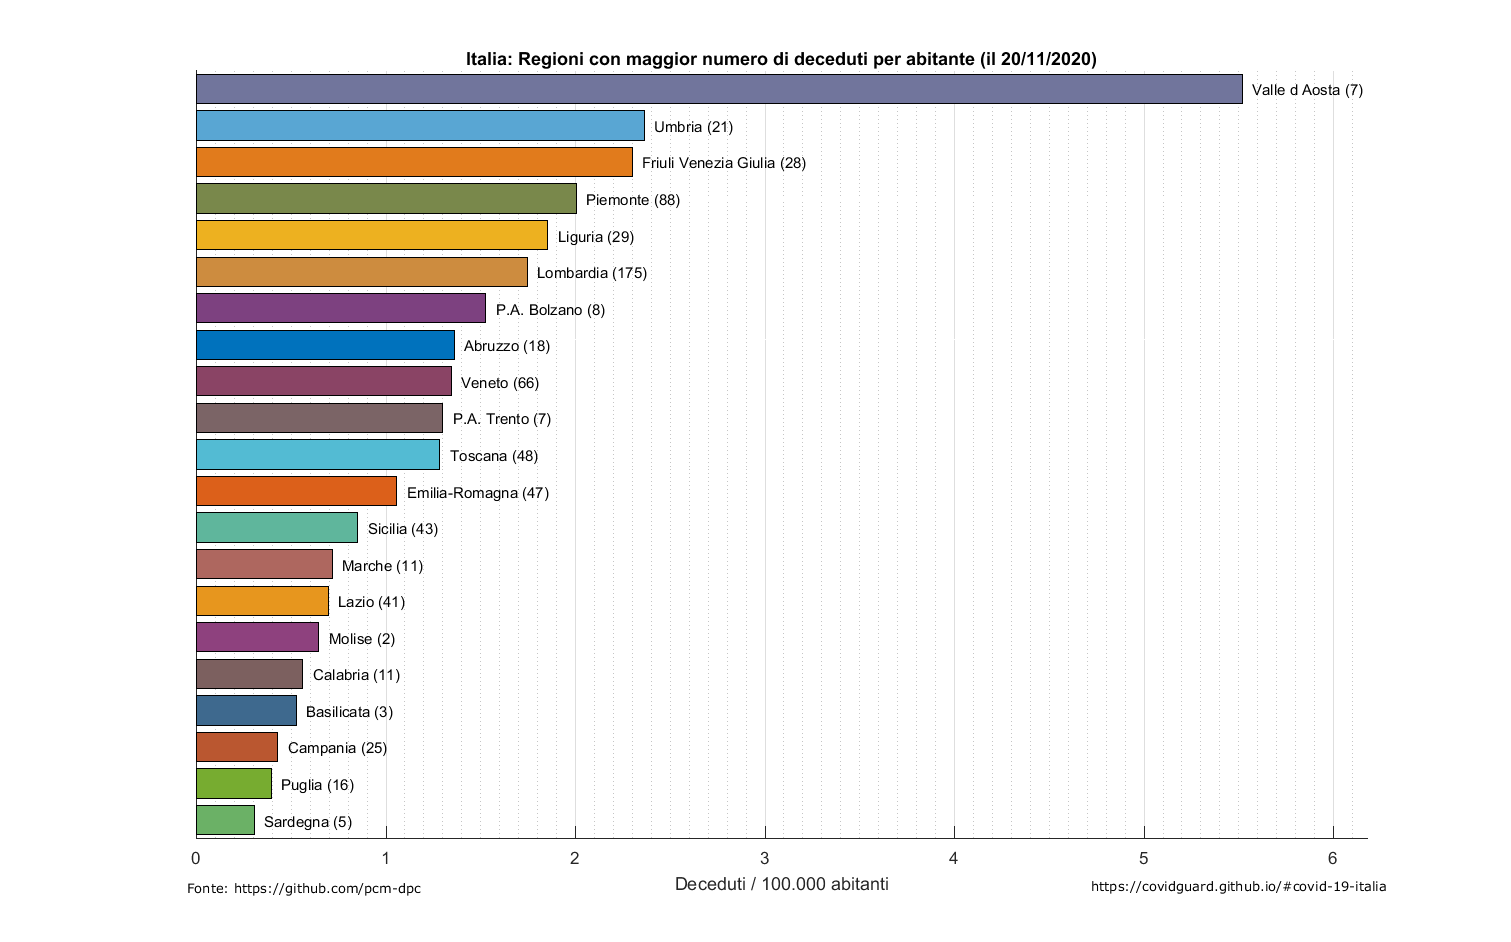 Italia: Regioni con maggior numero di deceduti per abitante (il 20/11/2020)
Valle d Aosta (7)
Umbria (21)
Friuli Venezia Giulia (28)
Piemonte (88)
Liguria (29)
Lombardia (175)
P.A. Bolzano (8)
Abruzzo (18)
Veneto (66)
P.A. Trento (7)
Toscana (48)
Emilia-Romagna (47)
Sicilia (43)
Marche (11)
Lazio (41)
Molise (2)
Calabria (11)
Basilicata (3)
Campania (25)
Puglia (16)
Sardegna (5)
0 1 2 3 4 5 6
Deceduti / 100.000 abitanti
Fonte: https://github.com/pcm-dpc
https://covidguard.github.io/#covid-19-italia